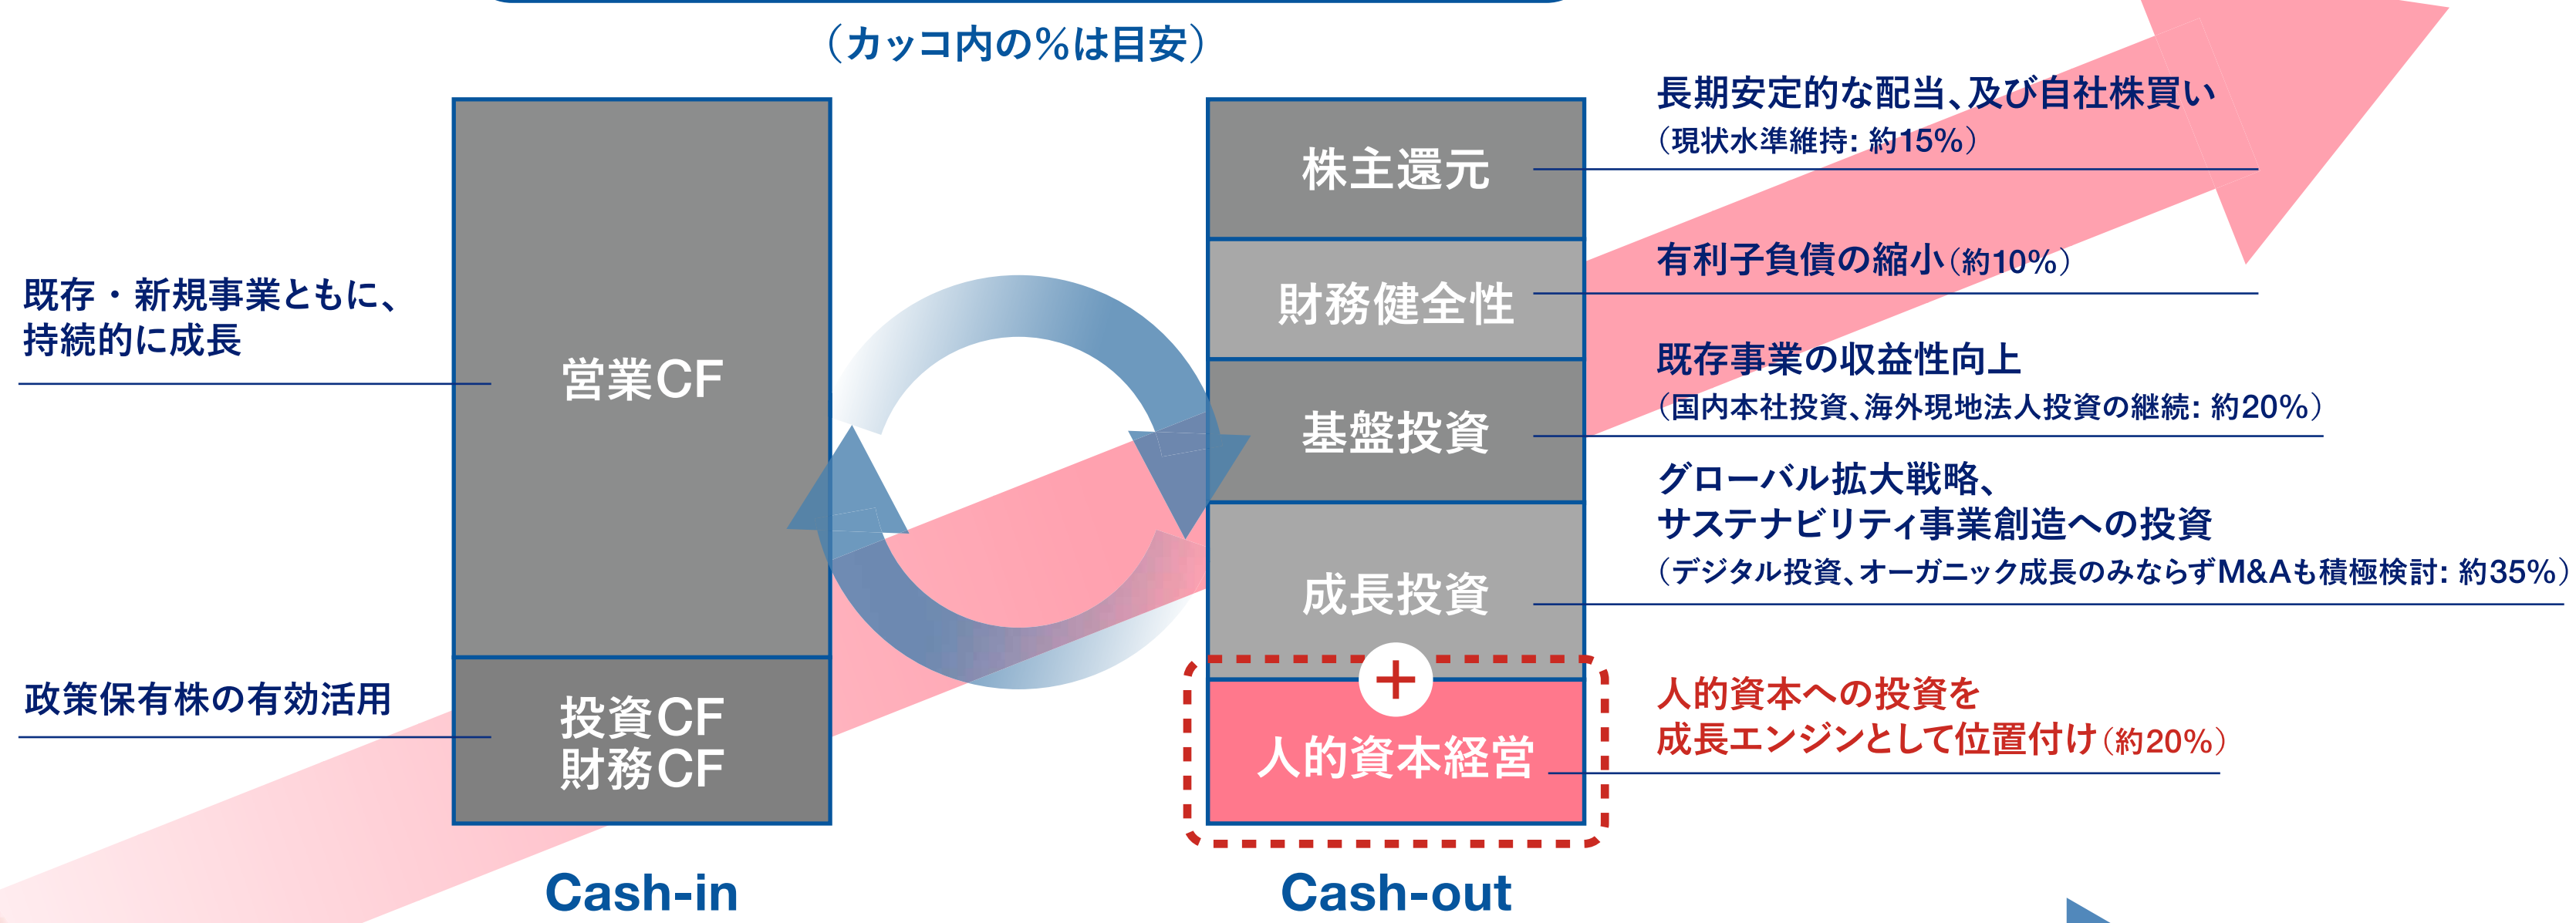 （カッコ内の%は目安）
既存・新規事業ともに、
持続的に成長
政策保有株の有効活用
営業CF
投資CF
財務CF
Cash-in
株主還元
財務健全性
基盤投資
成長投資
+
人的資本経営
Cash-out
長期安定的な配当、及び自社株買い
（現状水準維持: 約15%）
有利子負債の縮小（約10%）
既存事業の収益性向上
（国内本社投資、海外現地法人投資の継続: 約20%）
グローバル拡大戦略、
サステナビリティ事業創造への投資
（デジタル投資、オーガニック成長のみならずM&Aも積極検討: 約35%）
人的資本への投資を
成長エンジンとして位置付け（約20%）